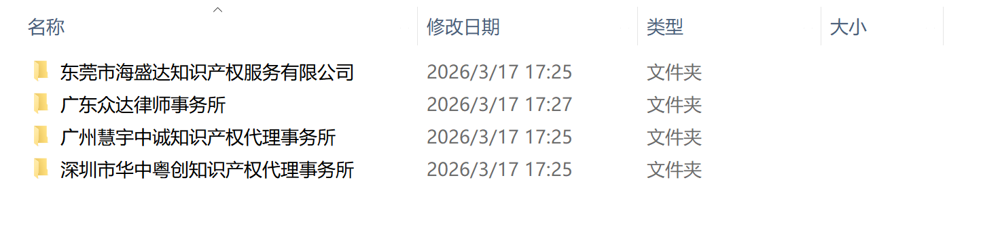 名称 修改日期 类型 大小
东莞市海盛达知识产权服务有限公司 2026/3/17 17:25 文件夹
广东众达律师事务所 2026/3/17 17:27 文件夹
广州慧宇中诚知识产权代理事务所 2026/3/17 17:25 文件夹
深圳市华中粤创知识产权代理事务所 2026/3/17 17:25 文件夹